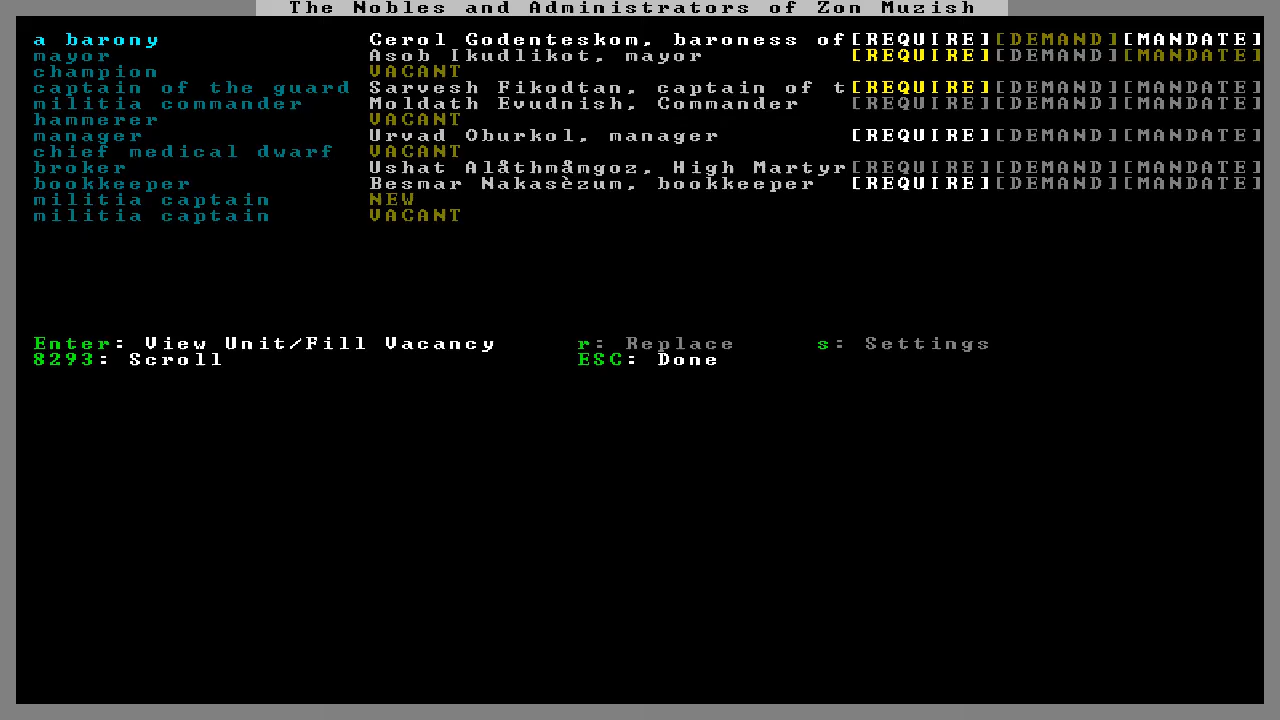 The Nobles and Administrators of Zon Muzish
a barony Cerol Godenteskom, baroness of[REQUIRE][DEMAND][MANDATE]
mayor Asob Ikudlikot, mayor [REQUIRE][DEMAND][MANDATE]
champion VACANT
captain of the guard Sarvesh Fikodtan, captain of t[REQUIRE][DEMAND][MANDATE]
militia commander Moldath Evudnish, Commander [REQUIRE][DEMAND][MANDATE]
hammerer VACANT
manager Urvad Oburkol, manager [REQUIRE][DEMAND][MANDATE]
chief medical dwarf VACANT
broker Ushat Alåthmåmgoz, High Martyr[REQUIRE][DEMAND][MANDATE]
bookkeeper Besmar Nakasèzum, bookkeeper [REQUIRE][DEMAND][MANDATE]
militia captain NEW
militia captain VACANT
Enter: View Unit/Fill Vacancy r: Replace s: Settings
8293: Scroll ESC: Done